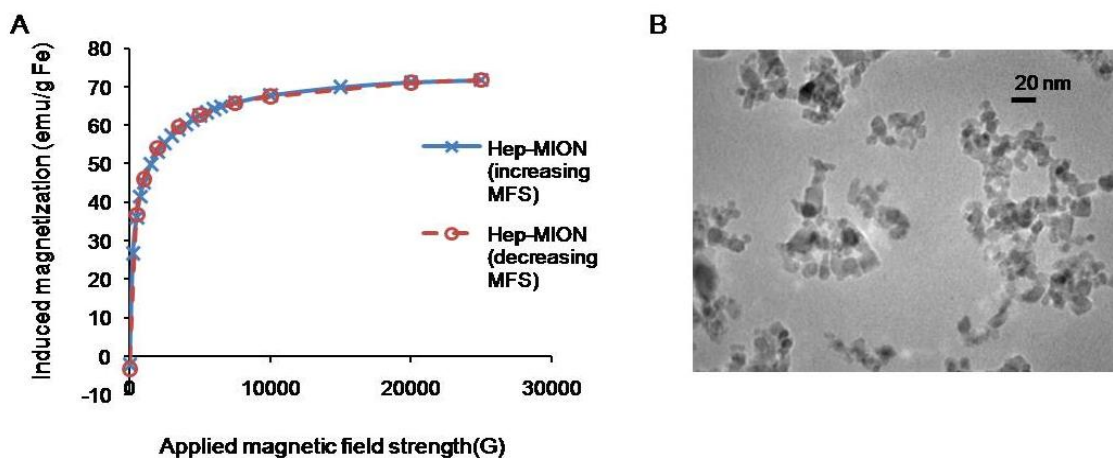 A
Induced magnetization (emu/g Fe)
80
70
60
50
40
30
20
10
0
-10
0
10000
20000
30000
Applied magnetic field strength(G)
Hep-MION
(increasing
MFS)
Hep-MION
(decreasing
MFS)
B
20 nm